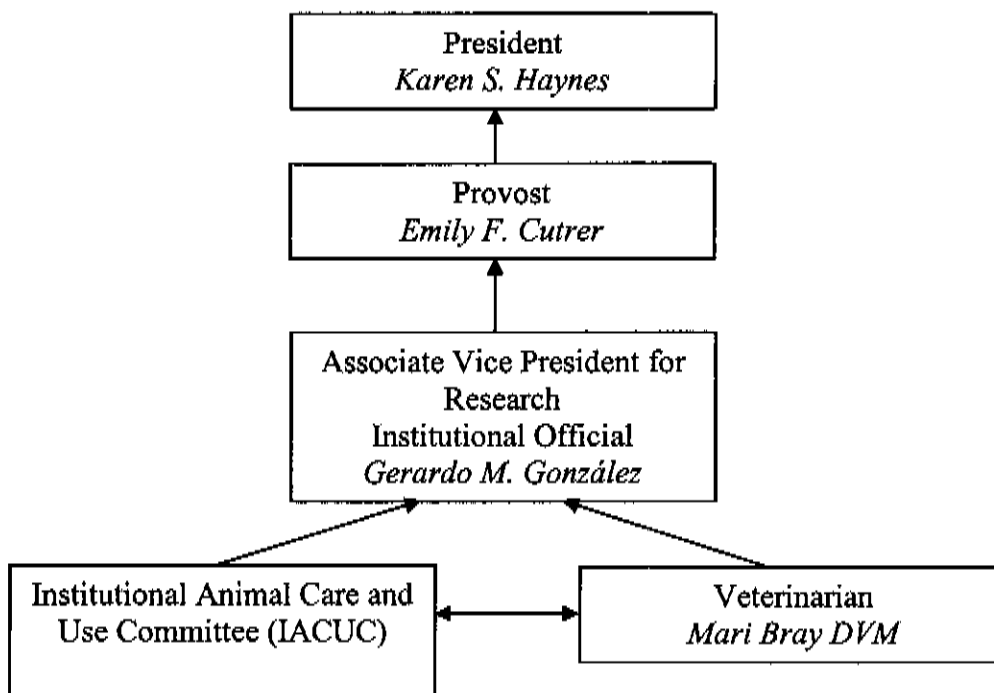 President
Karen S. Haynes
Provost
Emily F. Cutrer
Associate Vice President for
Research
Institutional Official
Gerardo M. González
Institutional Animal Care and
Use Committee (IACUC)
Veterinarian
Mari Bray DVM